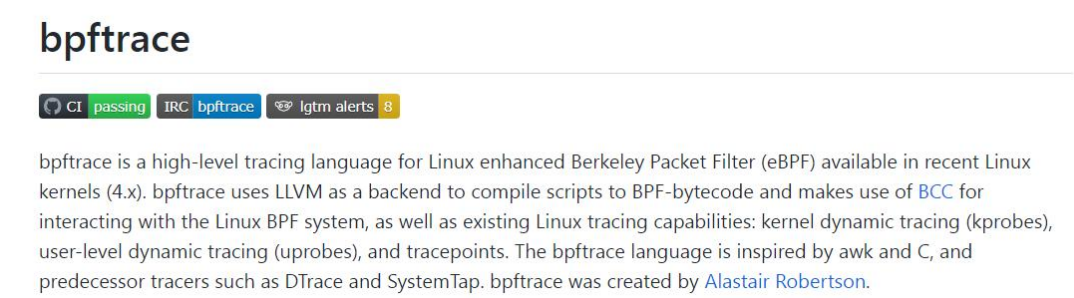 bpftrace
CI passing IRC bpftrace lgtm alerts 8
bpftrace is a high-level tracing language for Linux enhanced Berkeley Packet Filter (eBPF) available in recent Linux
kernels (4.x). bpftrace uses LLVM as a backend to compile scripts to BPF-bytecode and makes use of BCC for
interacting with the Linux BPF system, as well as existing Linux tracing capabilities: kernel dynamic tracing (kprobes),
user-level dynamic tracing (uprobes), and tracepoints. The bpftrace language is inspired by awk and C, and
predecessor tracers such as DTrace and SystemTap. bpftrace was created by Alastair Robertson.